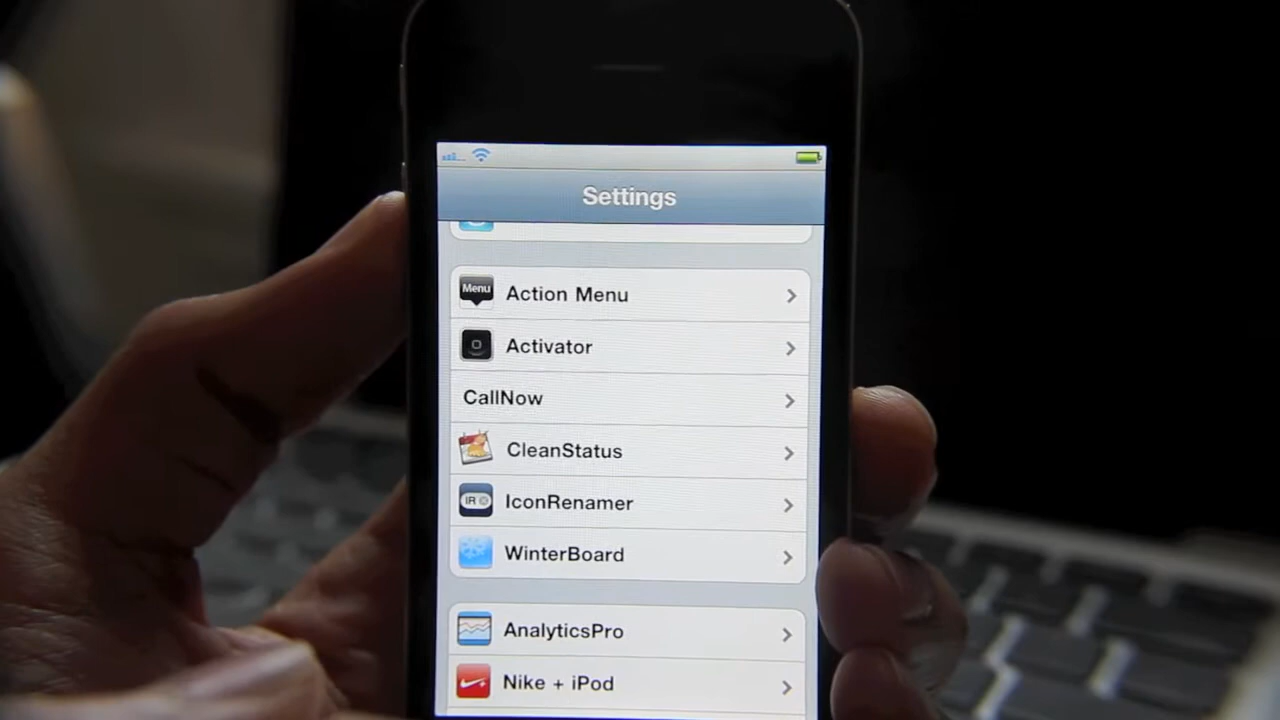 Settings
Menu
Action Menu
Activator
CallNow
CleanStatus
IR
IconRenamer
WinterBoard
AnalyticsPro
Nike + iPod